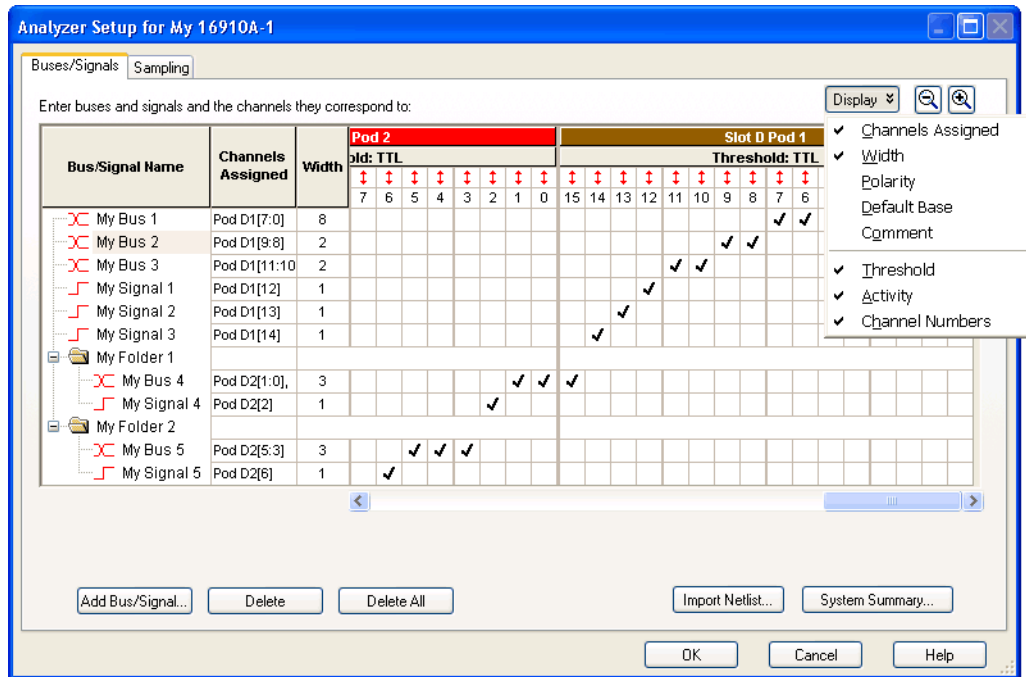 Analyzer Setup for My 16910A-1
Buses/Signals Sampling
Enter buses and signals and the channels they correspond to:
Display
Channels Assigned
Width
Polarity
Default Base
Comment
Threshold
Activity
Channel Numbers
Bus/Signal Name Channels Assigned Width Pod 2 Slot D Pod 1
old: TTL Threshold: TTL
7 6 5 4 3 2 1 0 15 14 13 12 11 10 9 8 7 6
My Bus 1 Pod D1[7:0] 8
My Bus 2 Pod D1[9:8] 2
My Bus 3 Pod D1[11:10 2
My Signal 1 Pod D1[12] 1
My Signal 2 Pod D1[13] 1
My Signal 3 Pod D1[14] 1
My Folder 1
My Bus 4 Pod D2[1:0], 3
My Signal 4 Pod D2[2] 1
My Folder 2
My Bus 5 Pod D2[5:3] 3
My Signal 5 Pod D2[6] 1
Add Bus/Signal... Delete Delete All Import Netlist... System Summary...
OK Cancel Help